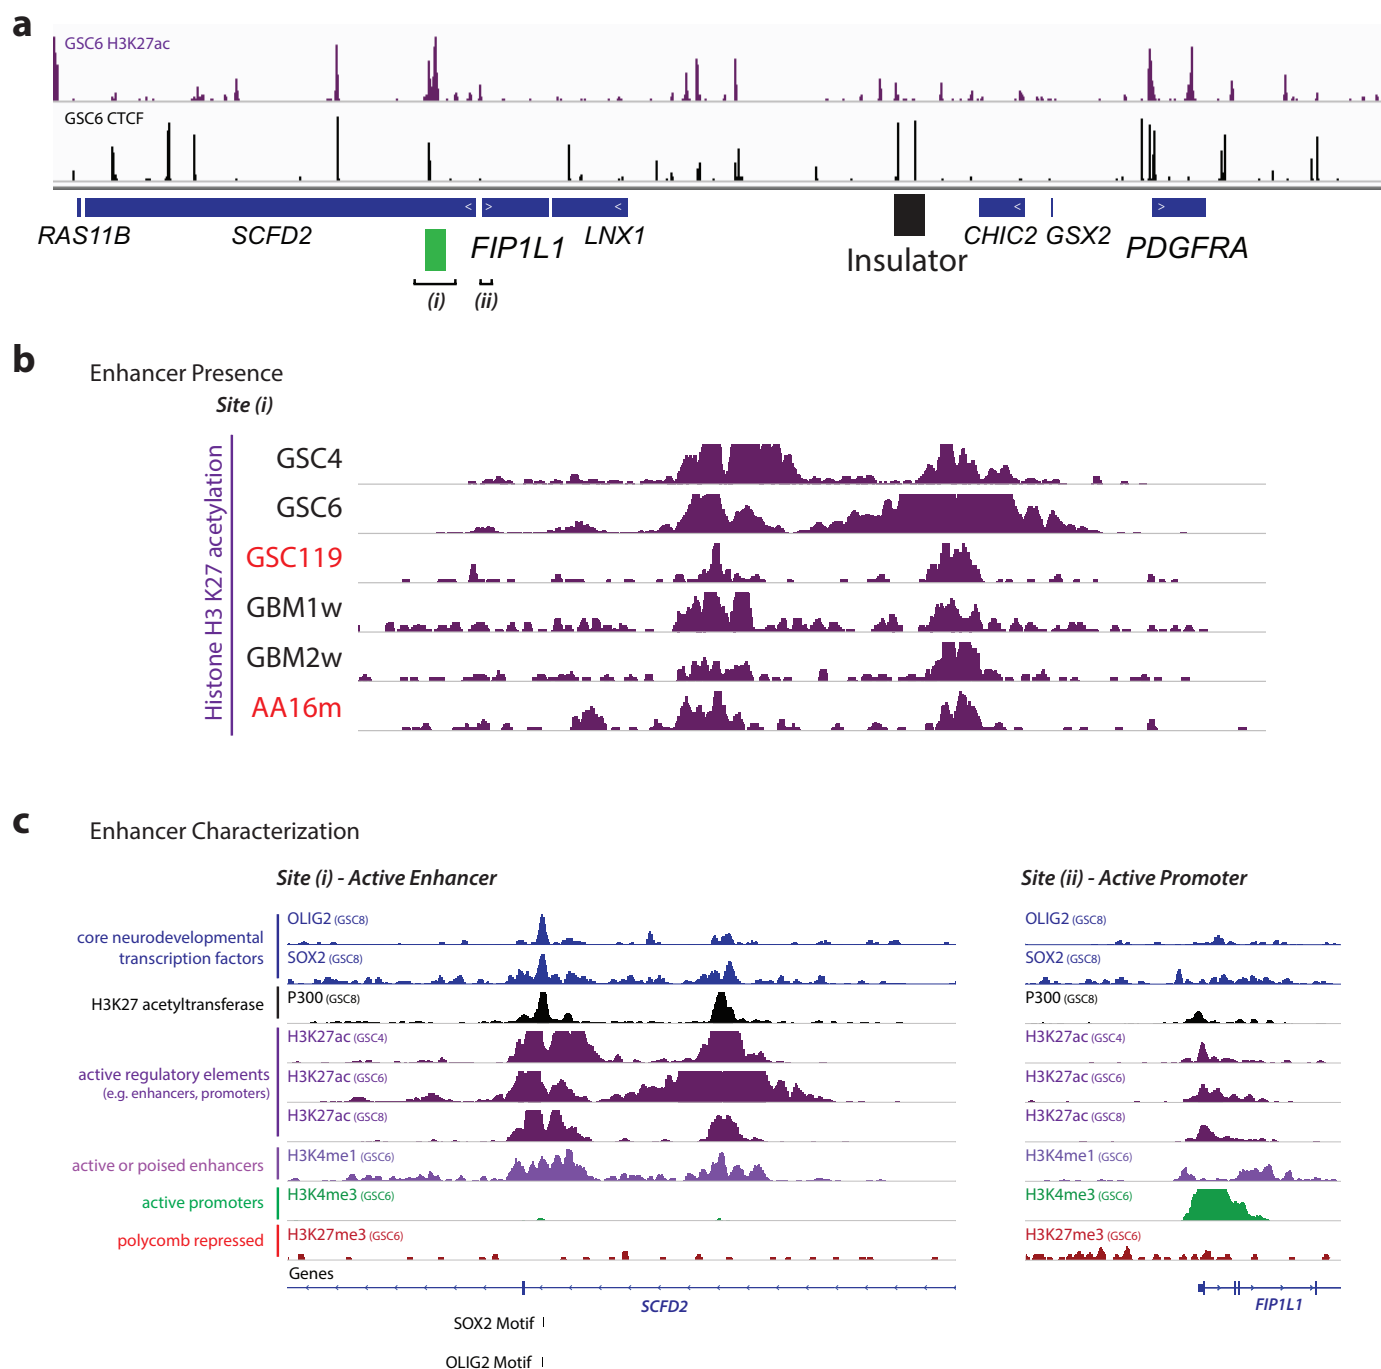 a
GSC6 H3K27ac
GSC6 CTCF
< > < < >
RAS11B SCFD2 FIP1L1 LNX1 Insulator CHIC2 GSX2 PDGFRA
(i) (ii)
b
Enhancer Presence
Site (i)
Histone H3 K27 acetylation
GSC4
GSC6
GSC119
GBM1w
GBM2w
AA16m
c
Enhancer Characterization
Site (i) - Active Enhancer
Site (ii) - Active Promoter
core neurodevelopmental
transcription factors
H3K27 acetyltransferase
active regulatory elements
(e.g. enhancers, promoters)
active or poised enhancers
active promoters
polycomb repressed
OLIG2 (GSC8)
SOX2 (GSC8)
P300 (GSC8)
H3K27ac (GSC4)
H3K27ac (GSC6)
H3K27ac (GSC8)
H3K4me1 (GSC6)
H3K4me3 (GSC6)
H3K27me3 (GSC6)
Genes
SCFD2
SOX2 Motif
OLIG2 Motif
OLIG2 (GSC8)
SOX2 (GSC8)
P300 (GSC8)
H3K27ac (GSC4)
H3K27ac (GSC6)
H3K27ac (GSC8)
H3K4me1 (GSC6)
H3K4me3 (GSC6)
H3K27me3 (GSC6)
FIP1L1